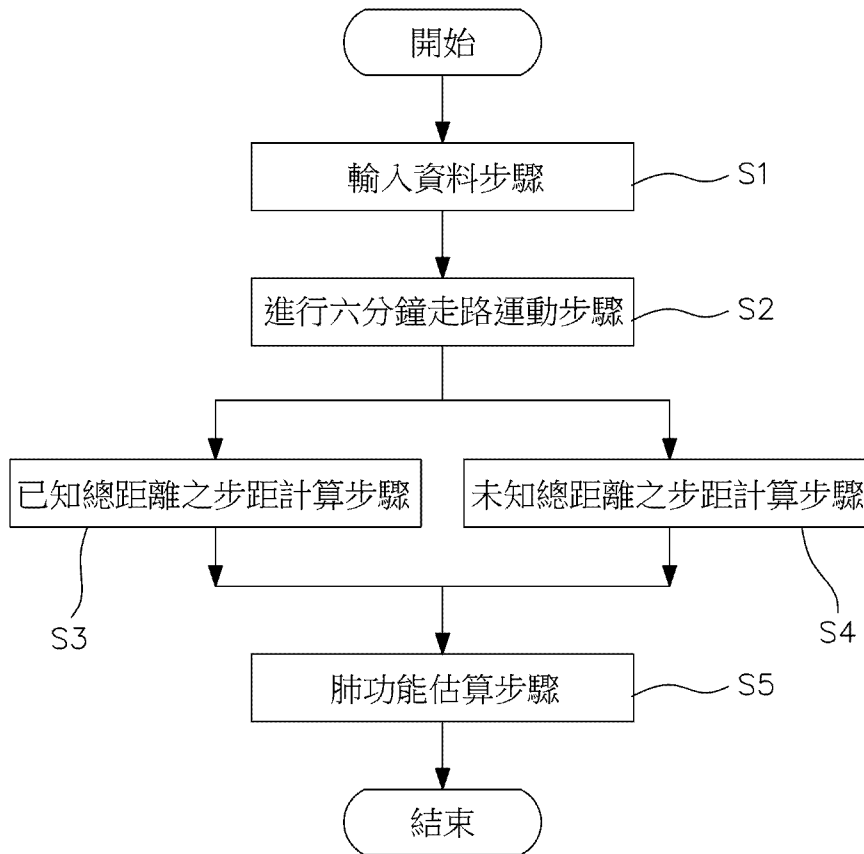 開始
輸入資料步驟
S1
進行六分鐘走路運動步驟
S2
已知總距離之步距計算步驟
未知總距離之步距計算步驟
S3
S4
肺功能估算步驟
S5
結束